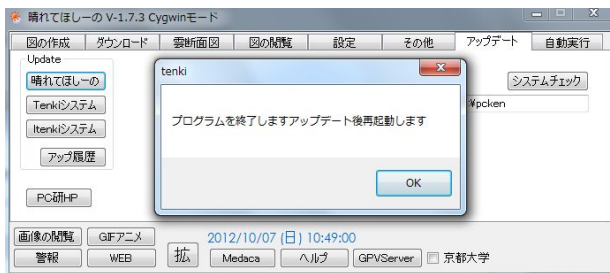 晴れてほし～の V-1.7.3 Cygwinモード
図の作成 ダウンロード 雲断面図 図の閲覧 設定 その他 アップデート 自動実行
Update
晴れてほし～の
Tenkiシステム
Itenkiシステム
アップ履歴
PC研HP
tenki
プログラムを終了しますアップデート後再起動します
OK
システムチェック
¥pcken
画像の閲覧 GIFアニメ 2012/10/07 (日) 10:49:00
警報 WEB 拡 Medaca ヘルプ GPVServer 京都大学